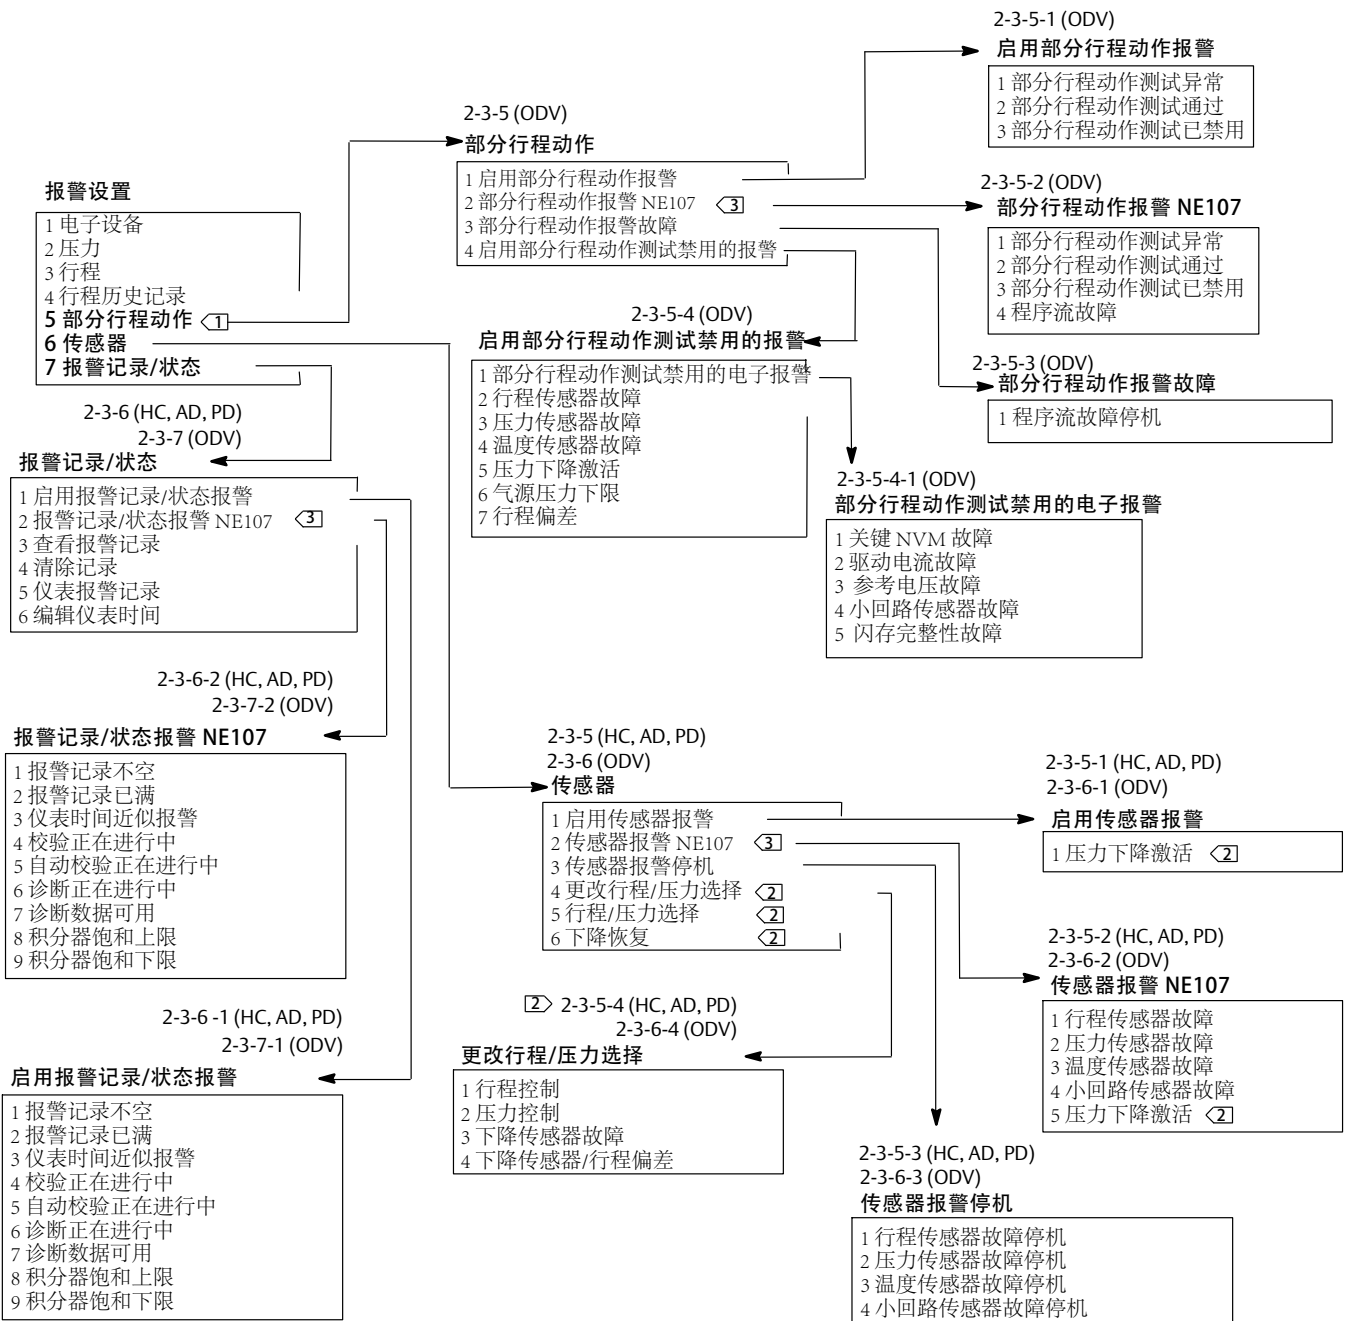 2-3-5-1 (ODV)
启用部分行程动作报警
1 部分行程动作测试异常
2 部分行程动作测试通过
3 部分行程动作测试已禁用
2-3-5 (ODV)
部分行程动作
1 启用部分行程动作报警
2 部分行程动作报警 NE107 3
3 部分行程动作报警故障
4 启用部分行程动作测试禁用的报警
2-3-5-2 (ODV)
部分行程动作报警 NE107
1 部分行程动作测试异常
2 部分行程动作测试通过
3 部分行程动作测试已禁用
4 程序流故障
报警设置
1 电子设备
2 压力
3 行程
4 行程历史记录
5 部分行程动作 1
6 传感器
7 报警记录/状态
2-3-5-4 (ODV)
启用部分行程动作测试禁用的报警
1 部分行程动作测试禁用的电子报警
2 行程传感器故障
3 压力传感器故障
4 温度传感器故障
5 压力下降激活
6 气源压力下限
7 行程偏差
2-3-5-3 (ODV)
部分行程动作报警故障
1 程序流故障停机
2-3-6 (HC, AD, PD)
2-3-7 (ODV)
报警记录/状态
1 启用报警记录/状态报警
2 报警记录/状态报警 NE107 3
3 查看报警记录
4 清除记录
5 仪表报警记录
6 编辑仪表时间
2-3-5-4-1 (ODV)
部分行程动作测试禁用的电子报警
1 关键 NVM 故障
2 驱动电流故障
3 参考电压故障
4 小回路传感器故障
5 闪存完整性故障
2-3-6-2 (HC, AD, PD)
2-3-7-2 (ODV)
报警记录/状态报警 NE107
1 报警记录不空
2 报警记录已满
3 仪表时间近似报警
4 校验正在进行中
5 自动校验正在进行中
6 诊断正在进行中
7 诊断数据可用
8 积分器饱和上限
9 积分器饱和下限
2-3-5 (HC, AD, PD)
2-3-6 (ODV)
传感器
1 启用传感器报警
2 传感器报警 NE107 3
3 传感器报警停机
4 更改行程/压力选择 2
5 行程/压力选择 2
6 下降恢复 2
2-3-5-1 (HC, AD, PD)
2-3-6-1 (ODV)
启用传感器报警
1 压力下降激活 2
2-3-5-2 (HC, AD, PD)
2-3-6-2 (ODV)
传感器报警 NE107
1 行程传感器故障
2 压力传感器故障
3 温度传感器故障
4 小回路传感器故障
5 压力下降激活 2
2-3-6 -1 (HC, AD, PD)
2-3-7-1 (ODV)
启用报警记录/状态报警
1 报警记录不空
2 报警记录已满
3 仪表时间近似报警
4 校验正在进行中
5 自动校验正在进行中
6 诊断正在进行中
7 诊断数据可用
8 积分器饱和上限
9 积分器饱和下限
2 2-3-5-4 (HC, AD, PD)
2-3-6-4 (ODV)
更改行程/压力选择
1 行程控制
2 压力控制
3 下降传感器故障
4 下降传感器/行程偏差
2-3-5-3 (HC, AD, PD)
2-3-6-3 (ODV)
传感器报警停机
1 行程传感器故障停机
2 压力传感器故障停机
3 温度传感器故障停机
4 小回路传感器故障停机